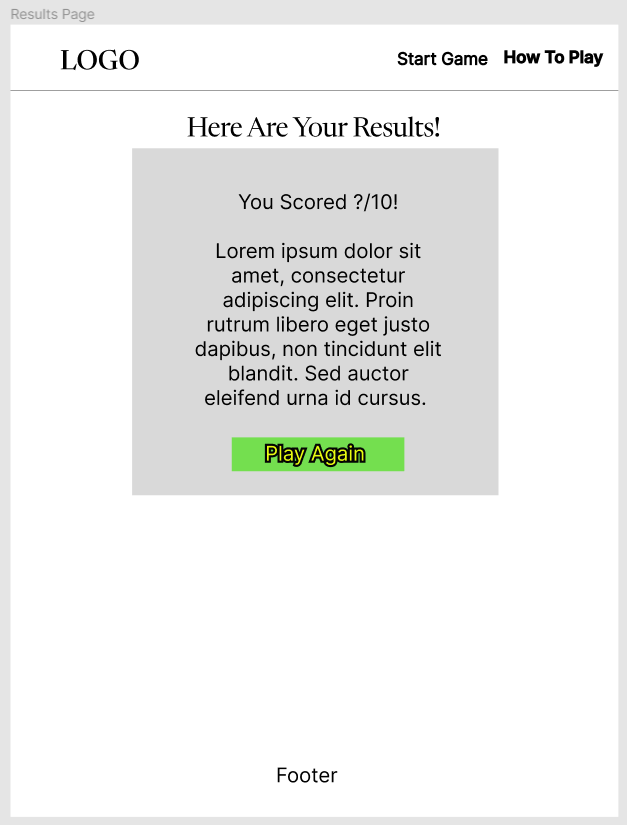 Results Page
LOGO
Start Game
How To Play
Here Are Your Results!
You Scored ?/10!
Lorem ipsum dolor sit
amet, consectetur
adipiscing elit. Proin
rutrum libero eget justo
dapibus, non tincidunt elit
blandit. Sed auctor
eleifend urna id cursus.
Play Again
Footer